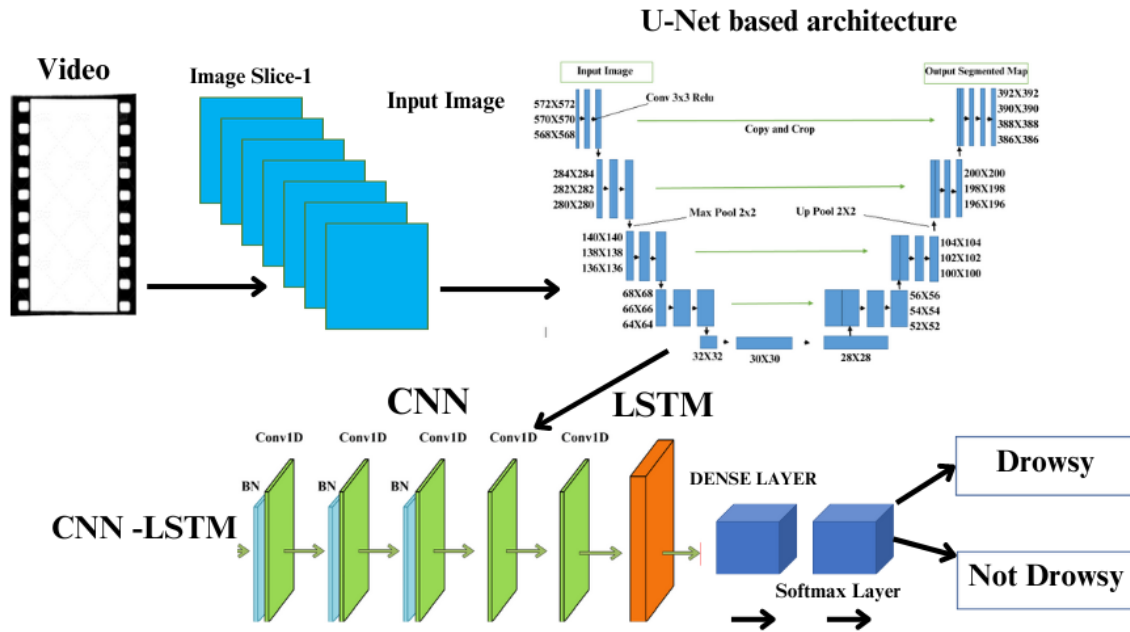 U-Net based architecture
Video
Image Slice-1
Input Image
Input Image
Output Segmented Map
Conv 3x3 Relu
572X572
570X570
568X568
Copy and Crop
392X392
390X390
388X388
386X386
284X284
282X282
280X280
200X200
198X198
196X196
Max Pool 2x2
Up Pool 2X2
140X140
138X138
136X136
104X104
102X102
100X100
68X68
66X66
64X64
56X56
54X54
52X52
32X32
30X30
28X28
CNN
LSTM
Conv1D
Conv1D
Conv1D
Conv1D
Conv1D
BN
BN
BN
CNN -LSTM
DENSE LAYER
Softmax Layer
Drowsy
Not Drowsy